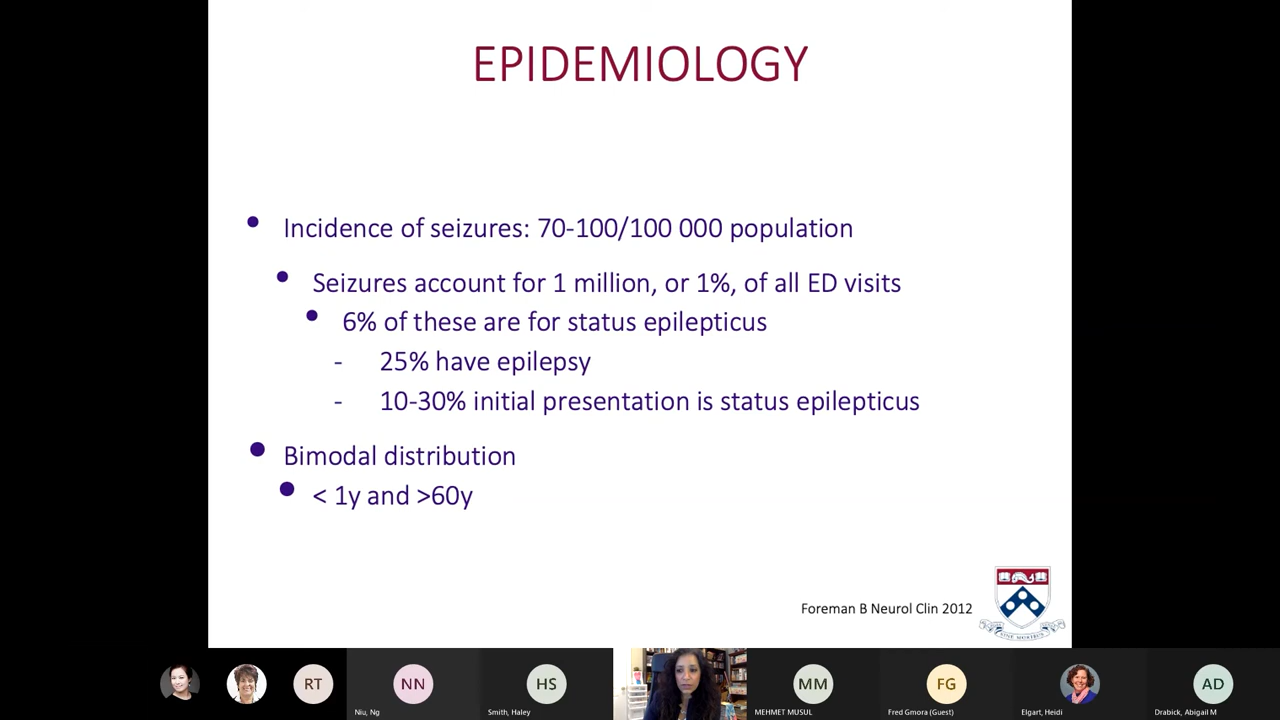 EPIDEMIOLOGY
• Incidence of seizures: 70-100/100 000 population
• Seizures account for 1 million, or 1%, of all ED visits
• 6% of these are for status epilepticus
- 25% have epilepsy
- 10-30% initial presentation is status epilepticus
• Bimodal distribution
• < 1y and >60y
Foreman B Neurol Clin 2012
RT
NN
HS
MM
FG
AD
Niu, Ng
Smith, Haley
MEHMET MUSUL
Fred Gmora (Guest)
Elgart, Heidi
Drabick, Abigail M